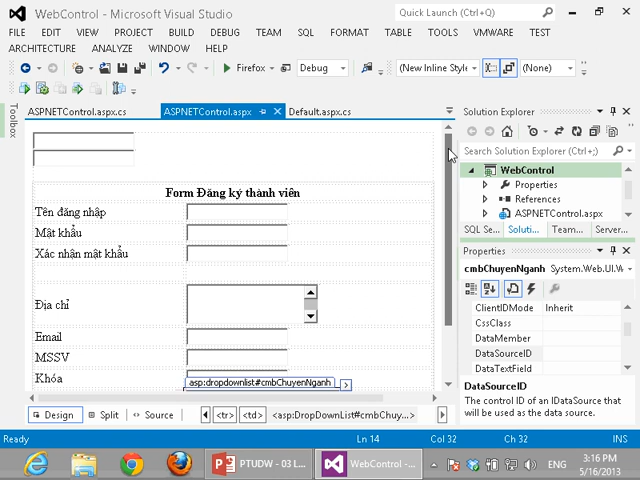 WebControl - Microsoft Visual Studio
Quick Launch (Ctrl+Q)
FILE EDIT VIEW PROJECT BUILD DEBUG TEAM SQL FORMAT TABLE TOOLS VMWARE TEST
ARCHITECTURE ANALYZE WINDOW HELP
Firefox Debug (New Inline Style (None)
Toolbox
ASPNETControl.aspx.cs ASPNETControl.aspx Default.aspx.cs
Form Đăng ký thành viên
Tên đăng nhập
Mật khẩu
Xác nhận mật khẩu
Địa chỉ
Email
MSSV
Khóa
asp:dropdownlist#cmbChuyenNganh
Design Split Source <tr> <td> <asp:DropDownList#cmbChuy...>
Solution Explorer
Search Solution Explorer (Ctrl+;)
WebControl
Properties
References
ASPNETControl.aspx
SQL Se... Soluti... Team... Server...
Properties
cmbChuyenNganh System.Web.UI.W
ClientIDMode Inherit
CssClass
DataMember
DataSourceID
DataTextField
DataSourceID
The control ID of an IDataSource that
will be used as the data source.
Ready Ln 14 Col 32 Ch 32 INS
PTUDW - 03 L... WebControl -... ENG 3:16 PM
5/16/2013